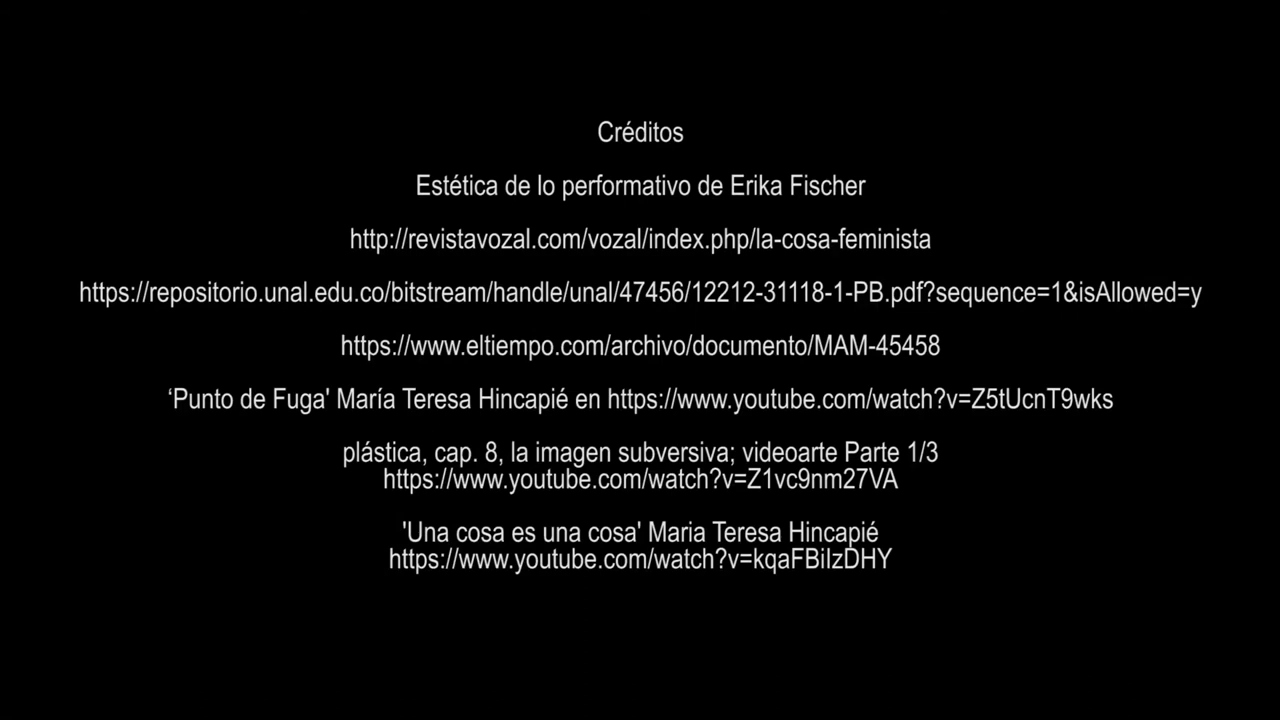 Créditos
Estética de lo performativo de Erika Fischer
http://revistavozal.com/vozal/index.php/la-cosa-feminista
https://repositorio.unal.edu.co/bitstream/handle/unal/47456/12212-31118-1-PB.pdf?sequence=1&isAllowed=y
https://www.eltiempo.com/archivo/documento/MAM-45458
‘Punto de Fuga' María Teresa Hincapié en https://www.youtube.com/watch?v=Z5tUcnT9wks
plástica, cap. 8, la imagen subversiva; videoarte Parte 1/3
https://www.youtube.com/watch?v=Z1vc9nm27VA
'Una cosa es una cosa' Maria Teresa Hincapié
https://www.youtube.com/watch?v=kqaFBiIzDHY